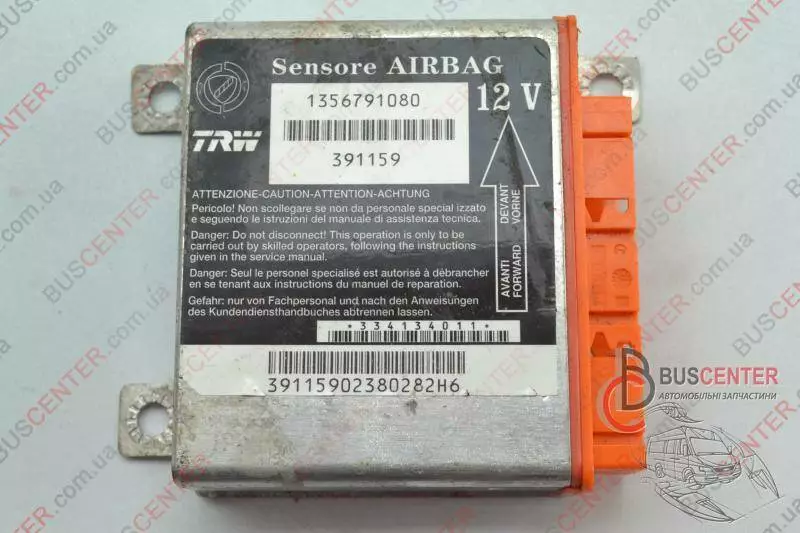 Sensore AIRBAG
1356791080
12 V
TRW
391159
ATTENZIONE-CAUTION-ATTENTION-ACHTUNG
Pericolo! Non scollegare se non da personale special izzato
e seguendo le istruzioni del manuale di assistenza tecnica.
Danger: Do not disconnect! This operation is only to be
carried out by skilled operators, following the instructions
given in the service manual.
Danger: Seul le personel spécialisé est autorisé à débrancher
en se tenant aux instructions du manuel de reparation.
Gefahr: nur von Fachpersonal und nach den Anweisungen
des Kundendiensthandbuches abtrennen lassen.
AVANTI DEVANT
FORWARD VORNE
*334134011*
39115902380282H6
BUSCENTER
АВТОМОБІЛЬНІ ЗАПЧАСТИНИ
BUSCENTER.com.ua